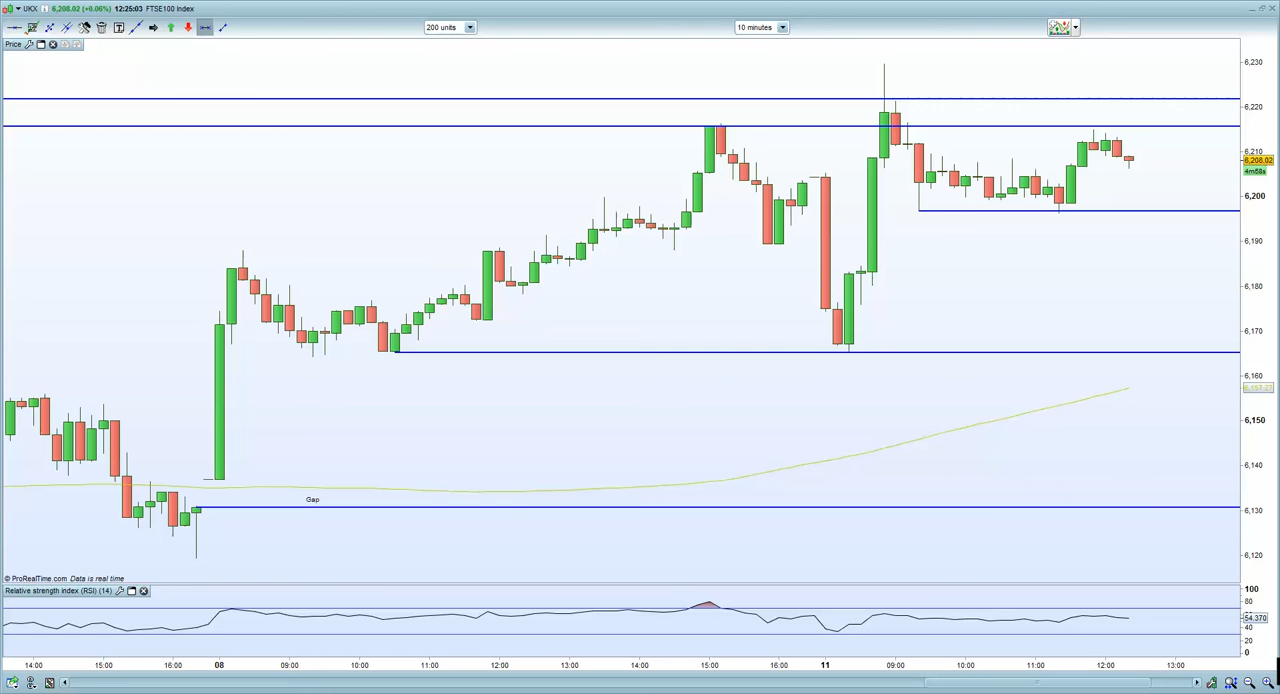 UKX 6,208.02 (+0.06%) 12:25:03 FTSE100 Index
200 units
10 minutes
Price
6,230
6,220
6,210
6,208.02
4m58s
6,200
6,190
6,180
6,170
6,160
6,157.27
6,150
6,140
Gap
6,130
6,120
© ProRealTime.com Data is real time
Relative strength index (RSI) (14)
100
80
54.370
40
20
0
14:00 15:00 16:00 08 09:00 10:00 11:00 12:00 13:00 14:00 15:00 16:00 11 09:00 10:00 11:00 12:00 13:00